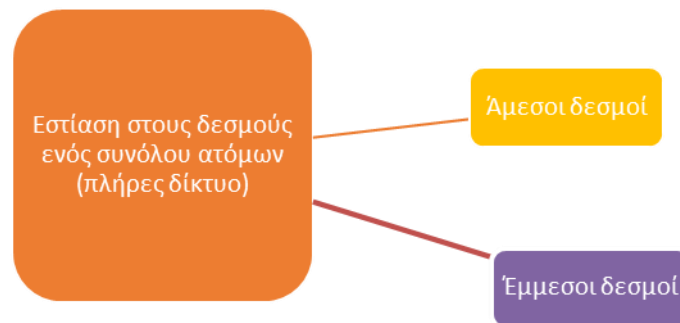 Εστίαση στους δεσμούς
ενός συνόλου ατόμων
(πλήρες δίκτυο)
Άμεσοι δεσμοί
Έμμεσοι δεσμοί